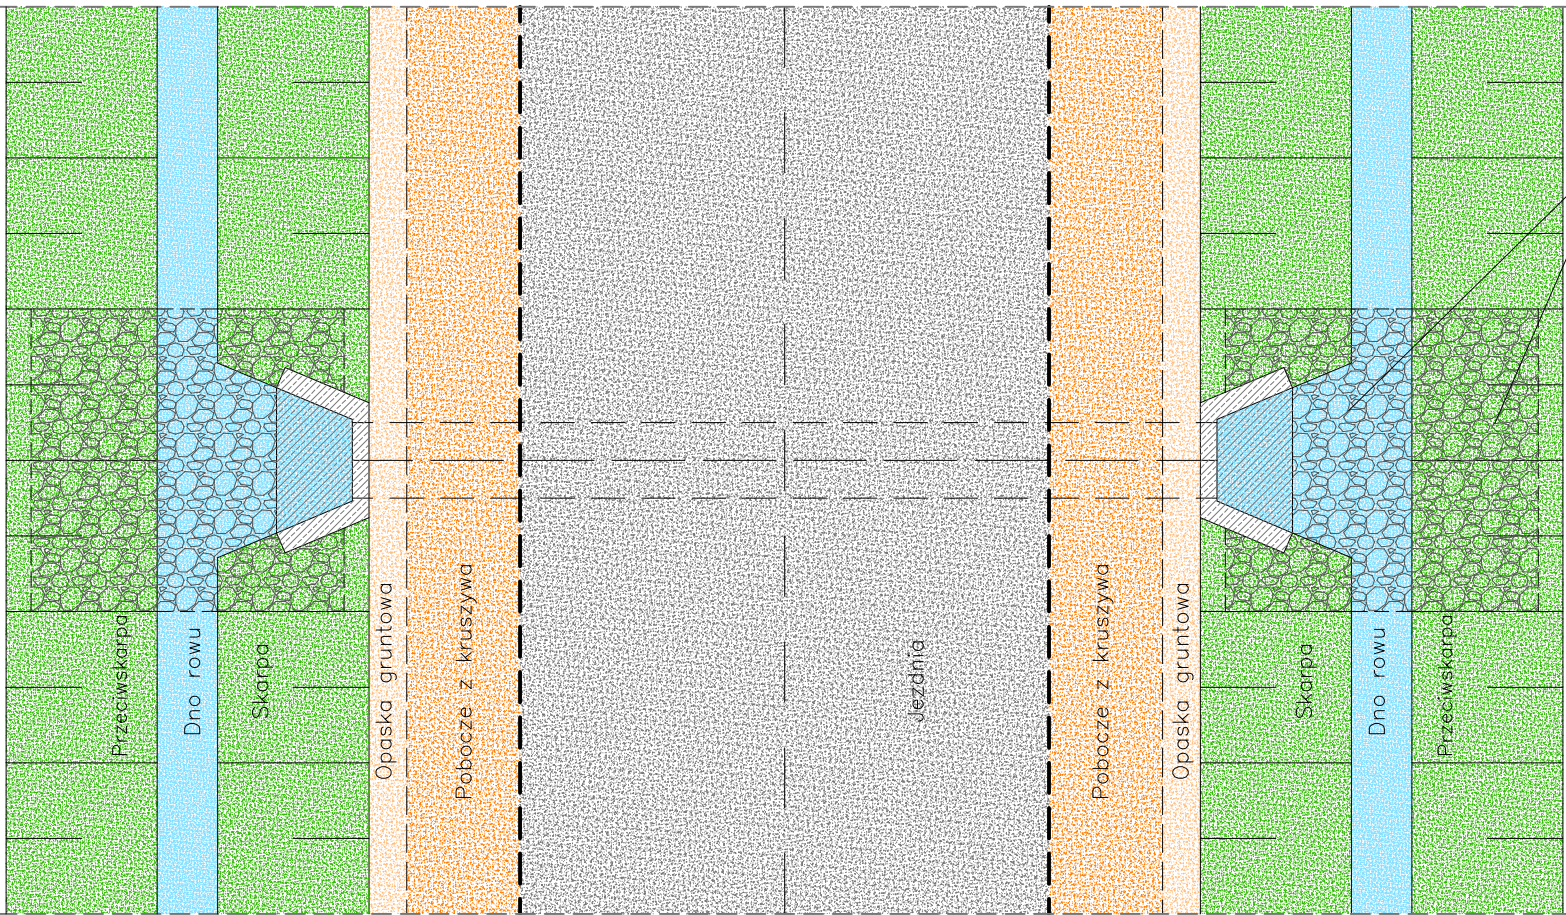 Przeciwskarpa
Dno rowu
Skarpa
Opaska gruntowa
Pobocze z kruszywa
Jezdnia
Pobocze z kruszywa
Opaska gruntowa
Skarpa
Dno rowu
Przeciwskarpa